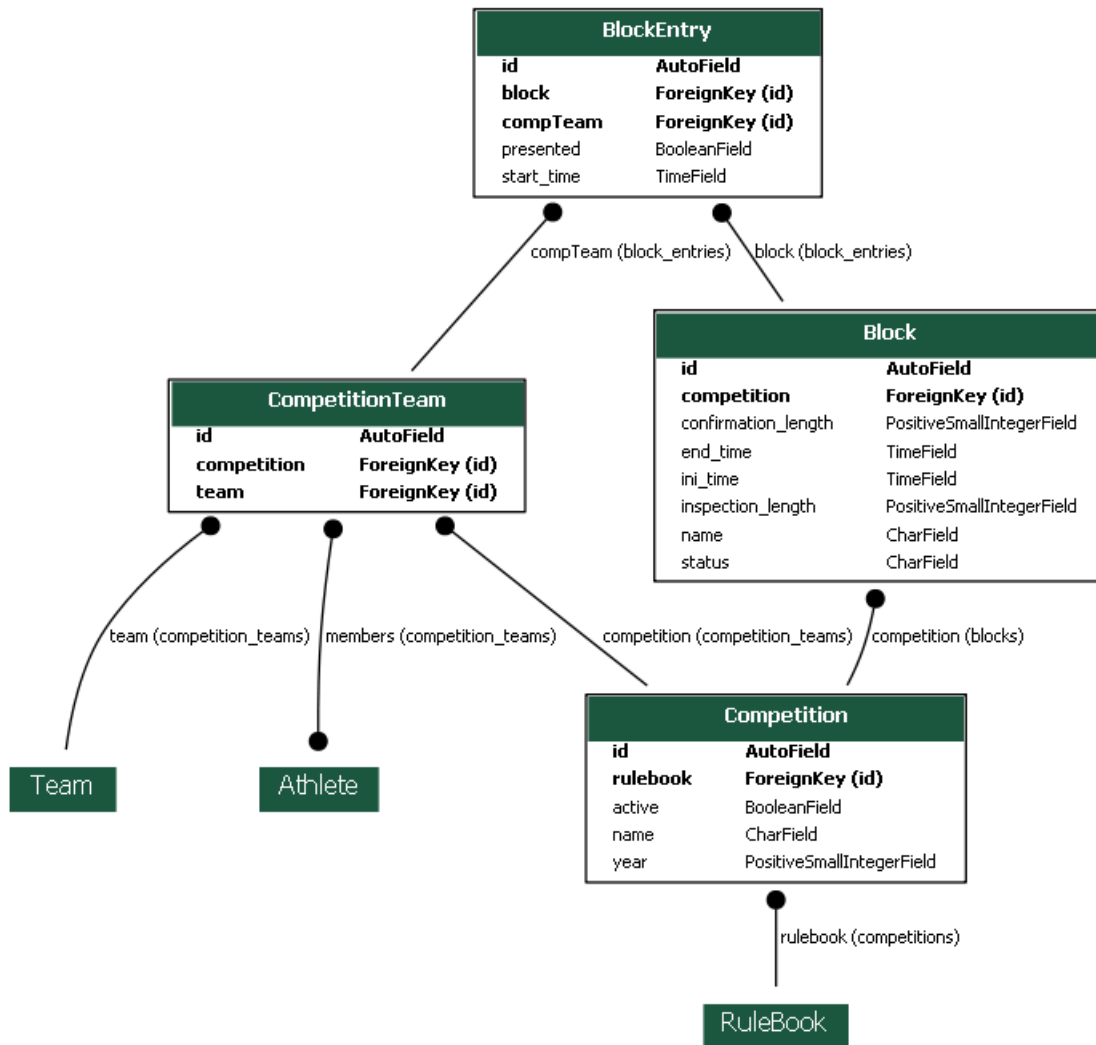 BlockEntry
id AutoField
block ForeignKey (id)
compTeam ForeignKey (id)
presented BooleanField
start_time TimeField
compTeam (block_entries) block (block_entries)
Block
id AutoField
competition ForeignKey (id)
confirmation_length PositiveSmallIntegerField
end_time TimeField
ini_time TimeField
inspection_length PositiveSmallIntegerField
name CharField
status CharField
CompetitionTeam
id AutoField
competition ForeignKey (id)
team ForeignKey (id)
team (competition_teams) members (competition_teams) competition (competition_teams) competition (blocks)
Competition
id AutoField
rulebook ForeignKey (id)
active BooleanField
name CharField
year PositiveSmallIntegerField
Team
Athlete
rulebook (competitions)
RuleBook